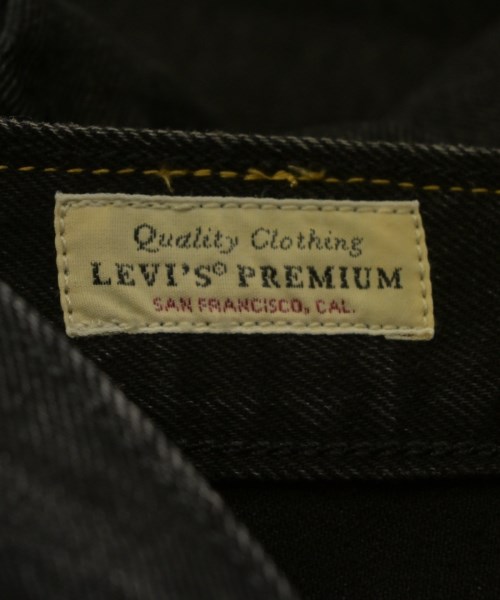 Quality Clothing
LEVI'S® PREMIUM
SAN FRANCISCO, CAL.